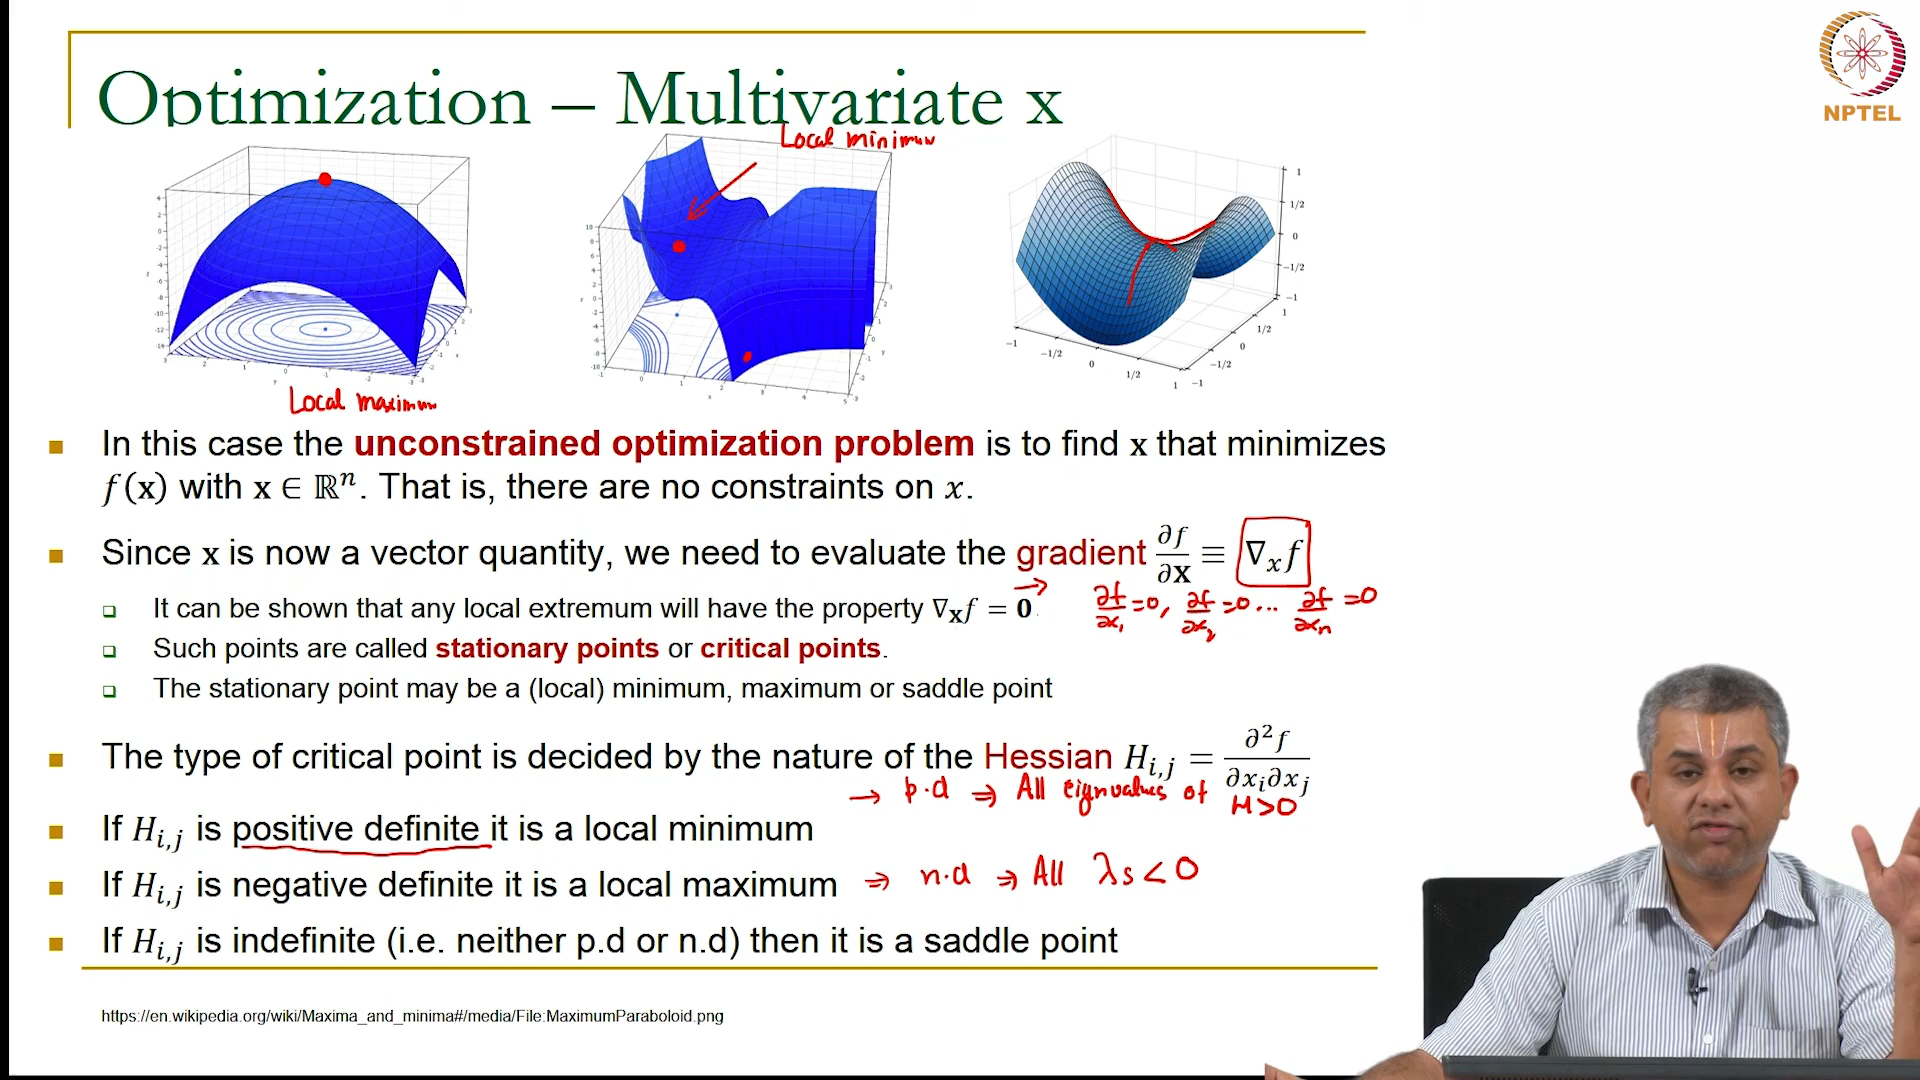 Optimization – Multivariate x
NPTEL
Local minimum
Local maximum
In this case the unconstrained optimization problem is to find x that minimizes
f(x) with x ∈ ℝⁿ. That is, there are no constraints on x.
Since x is now a vector quantity, we need to evaluate the gradient ∂f/∂x ≡ ∇ₓf
It can be shown that any local extremum will have the property ∇ₓf = 0
∂f/∂x₁ =0, ∂f/∂x₂ =0 ... ∂f/∂xₙ =0
Such points are called stationary points or critical points.
The stationary point may be a (local) minimum, maximum or saddle point
The type of critical point is decided by the nature of the Hessian H_{i,j} = ∂²f/∂xᵢ∂xⱼ
→ p.d ⇒ All eignvalues of H>0
If H_{i,j} is positive definite it is a local minimum
If H_{i,j} is negative definite it is a local maximum ⇒ n.d ⇒ All λs < 0
If H_{i,j} is indefinite (i.e. neither p.d or n.d) then it is a saddle point
https://en.wikipedia.org/wiki/Maxima_and_minima#/media/File:MaximumParaboloid.png